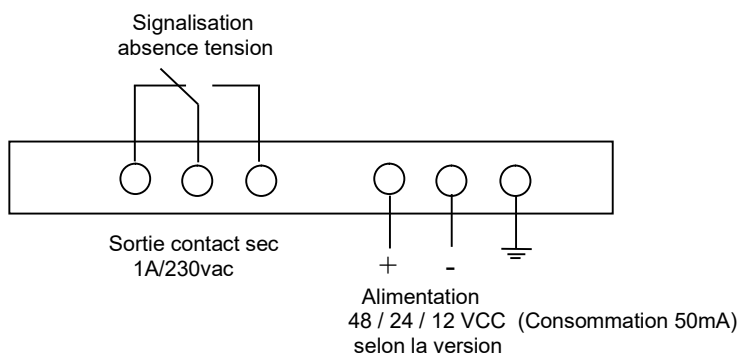 Signalisation
absence tension
Sortie contact sec
1A/230vac
+ -
Alimentation
48 / 24 / 12 VCC (Consommation 50mA)
selon la version